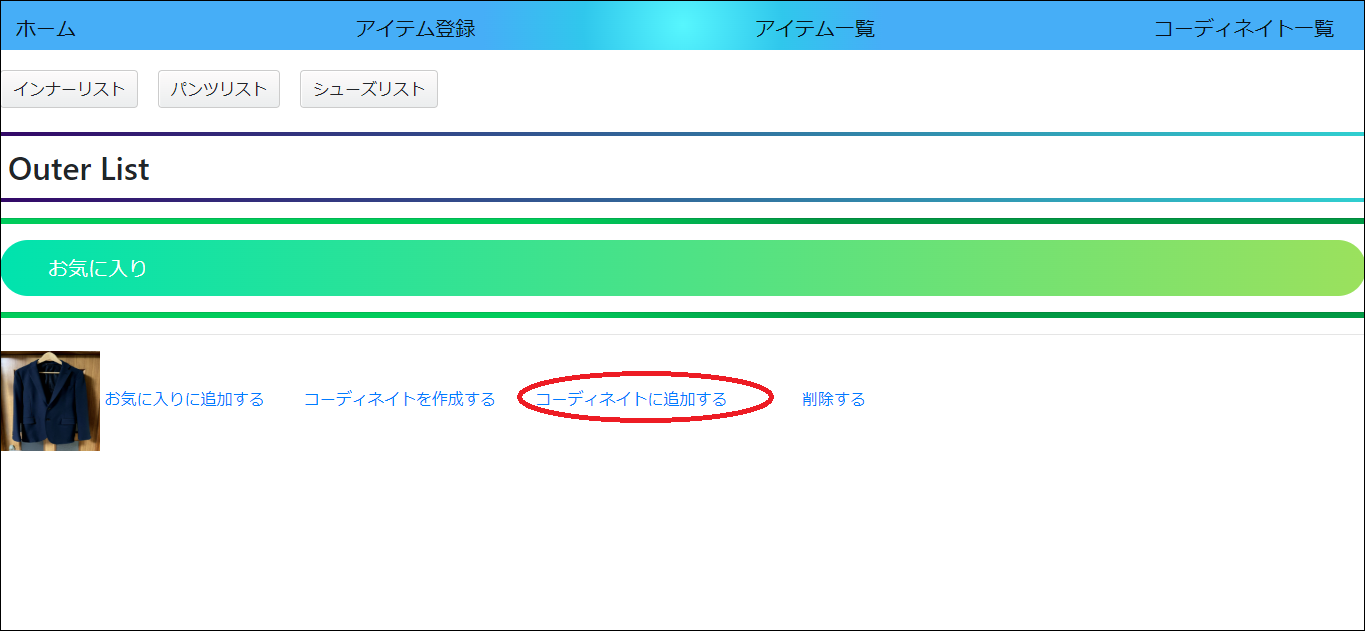 ホーム アイテム登録 アイテム一覧 コーディネイト一覧
インナーリスト パンツリスト シューズリスト
Outer List
お気に入り
お気に入りに追加する コーディネイトを作成する コーディネイトに追加する 削除する